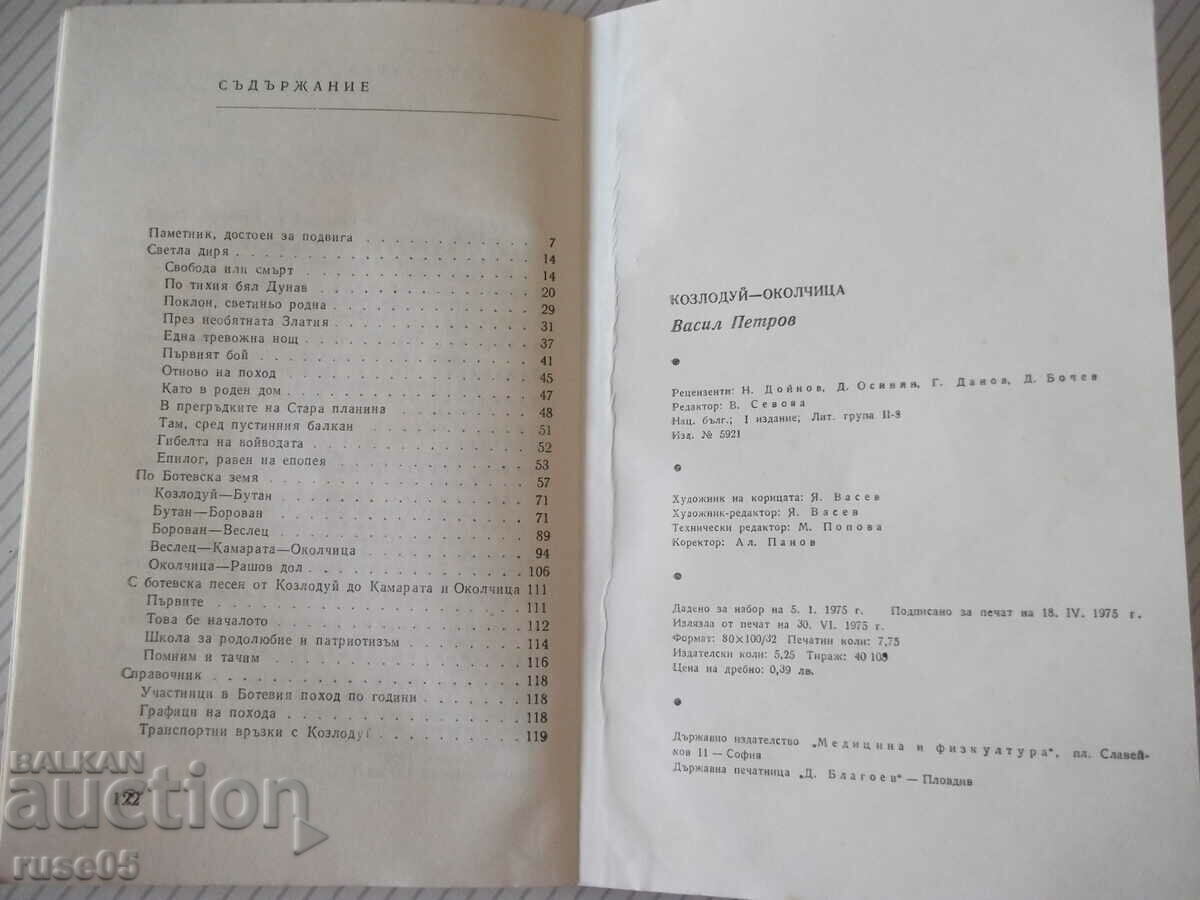 СЪДЪРЖАНИЕ
Паметник, достоен за подвига . . . . . . . . . . . 7
Светла диря . . . . . . . . . . . . . . . . . . . 14
Свобода или смърт . . . . . . . . . . . . . . . 14
По тихия бял Дунав . . . . . . . . . . . . . . 20
Поклон, светиньо родна . . . . . . . . . . . . 29
През необятната Златия . . . . . . . . . . . . 31
Една тревожна нощ . . . . . . . . . . . . . . 37
Първият бой . . . . . . . . . . . . . . . . . 41
Отново на поход . . . . . . . . . . . . . . . 45
Като в роден дом . . . . . . . . . . . . . . . 47
В прегръдките на Стара планина . . . . . . . . 48
Там, сред пустинния балкан . . . . . . . . . . 51
Гибелта на войводата . . . . . . . . . . . . . 52
Епилог, равен на епопея . . . . . . . . . . . . 53
По Ботевска земя . . . . . . . . . . . . . . . . 57
Козлодуй—Бутан . . . . . . . . . . . . . . . . 71
Бутан—Борован . . . . . . . . . . . . . . . . 71
Борован—Веслец . . . . . . . . . . . . . . . . 89
Веслец—Камарата—Околчица . . . . . . . . . . 94
Околчица—Рашов дол . . . . . . . . . . . . . . 106
С ботевска песен от Козлодуй до Камарата и Околчица 111
Първите . . . . . . . . . . . . . . . . . . . 111
Това бе началото . . . . . . . . . . . . . . . 112
Школа за родолюбие и патриотизъм . . . . . . . 114
Помним и тачим . . . . . . . . . . . . . . . . 116
Справочник . . . . . . . . . . . . . . . . . . . 118
Участници в Ботевия поход по години . . . . . . 118
Графици на похода . . . . . . . . . . . . . . . 118
Транспортни връзки с Козлодуй . . . . . . . . . 119
122
КОЗЛОДУЙ—ОКОЛЧИЦА
Васил Петров
Рецензенти: Н. Дойнов, Д. Осинин, Г. Данов, Д. Бочев
Редактор: В. Севова
Нац. бълг.; I издание; Лит. група II-8
Изд. № 5921
Художник на корицата: Я. Васев
Художник-редактор: Я. Васев
Технически редактор: М. Попова
Коректор: Ал. Панов
Дадено за набор на 5. I. 1975 г. Подписано за печат на 18. IV. 1975 г.
Излязла от печат на 30. VI. 1975 г.
Формат: 80×100/32 Печатни коли: 7,75
Издателски коли: 5,25 Тираж: 40 108
Цена на дребно: 0,39 лв.
Държавно издателство „Медицина и физкултура“, пл. Славей-
ков 11 — София
Държавна печатница „Д. Благоев“ — Пловдив
BALKAN
auction
ruse05